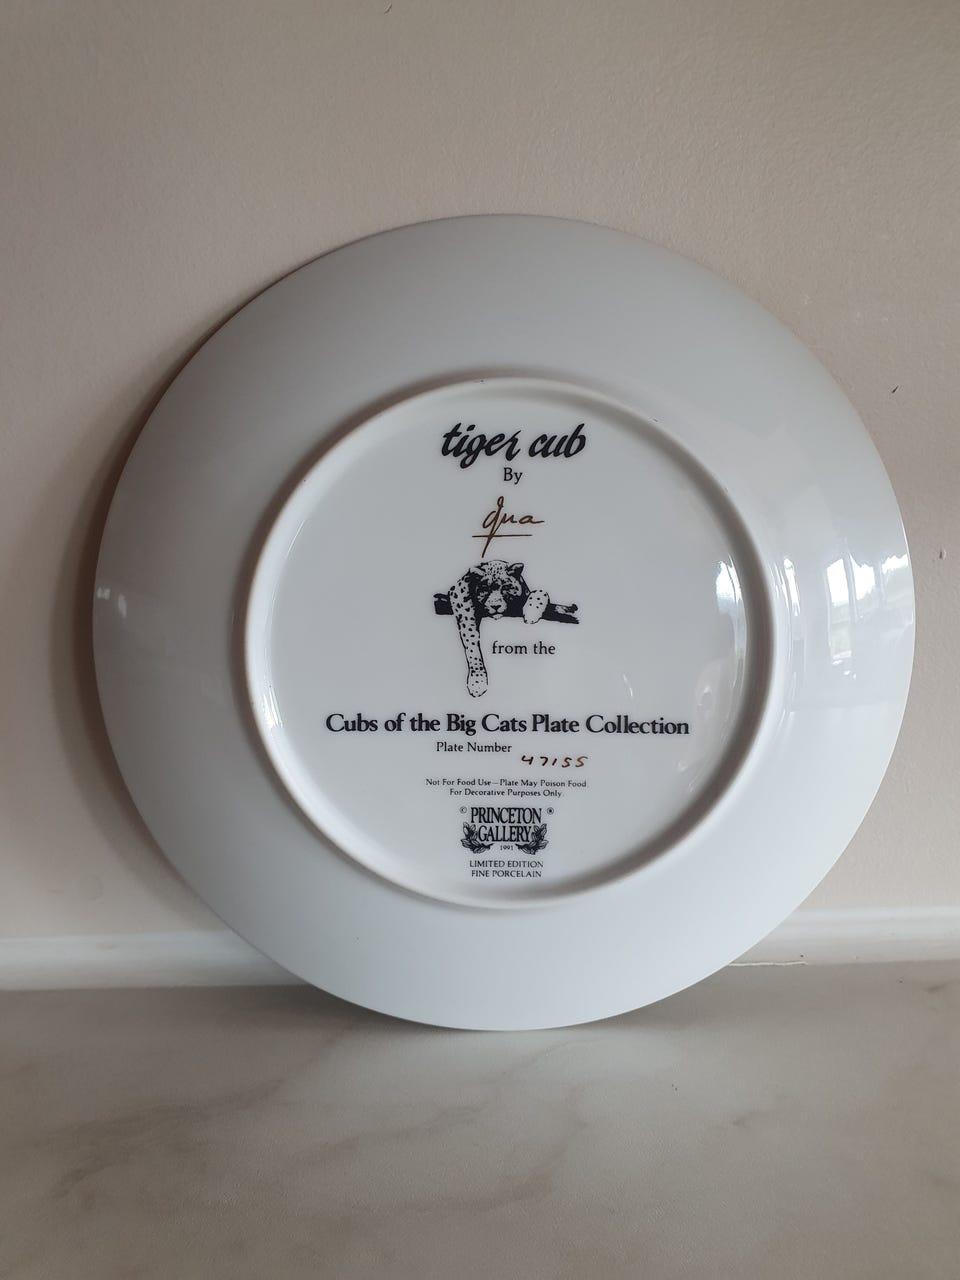 tiger cub
By
Qua
from the
Cubs of the Big Cats Plate Collection
Plate Number 47155
Not For Food Use—Plate May Poison Food.
For Decorative Purposes Only.
© PRINCETON ®
GALLERY
1991
LIMITED EDITION
FINE PORCELAIN